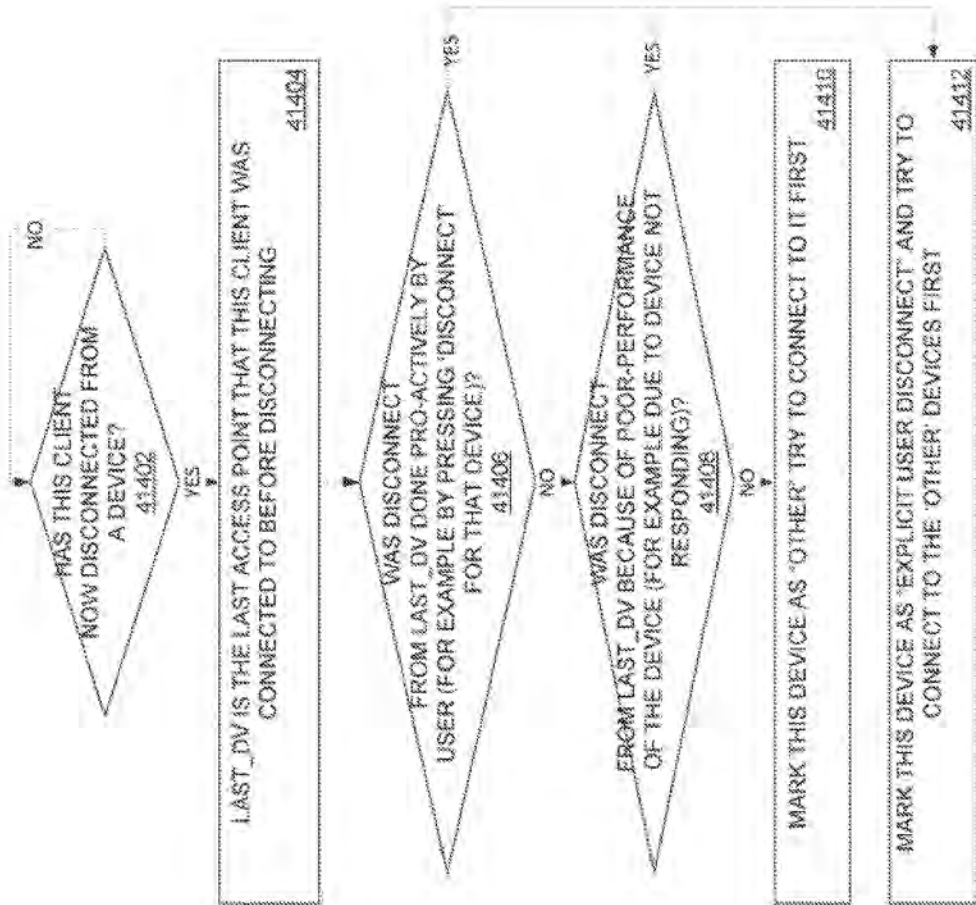 NO
HAS THIS CLIENT
NOW DISCONNECTED FROM
A DEVICE?
41402
YES
LAST_DV IS THE LAST ACCESS POINT THAT THIS CLIENT WAS
CONNECTED TO BEFORE DISCONNECTING
41404
WAS DISCONNECT
FROM LAST_DV DONE PRO-ACTIVELY BY
USER (FOR EXAMPLE BY PRESSING 'DISCONNECT'
FOR THAT DEVICE)?
41406
YES
NO
WAS DISCONNECT
FROM LAST_DV BECAUSE OF POOR-PERFORMANCE
OF THE DEVICE (FOR EXAMPLE DUE TO DEVICE NOT
RESPONDING)?
41408
YES
NO
MARK THIS DEVICE AS 'OTHER' TRY TO CONNECT TO IT FIRST
41410
MARK THIS DEVICE AS 'EXPLICIT USER DISCONNECT' AND TRY TO
CONNECT TO THE 'OTHER' DEVICES FIRST
41412